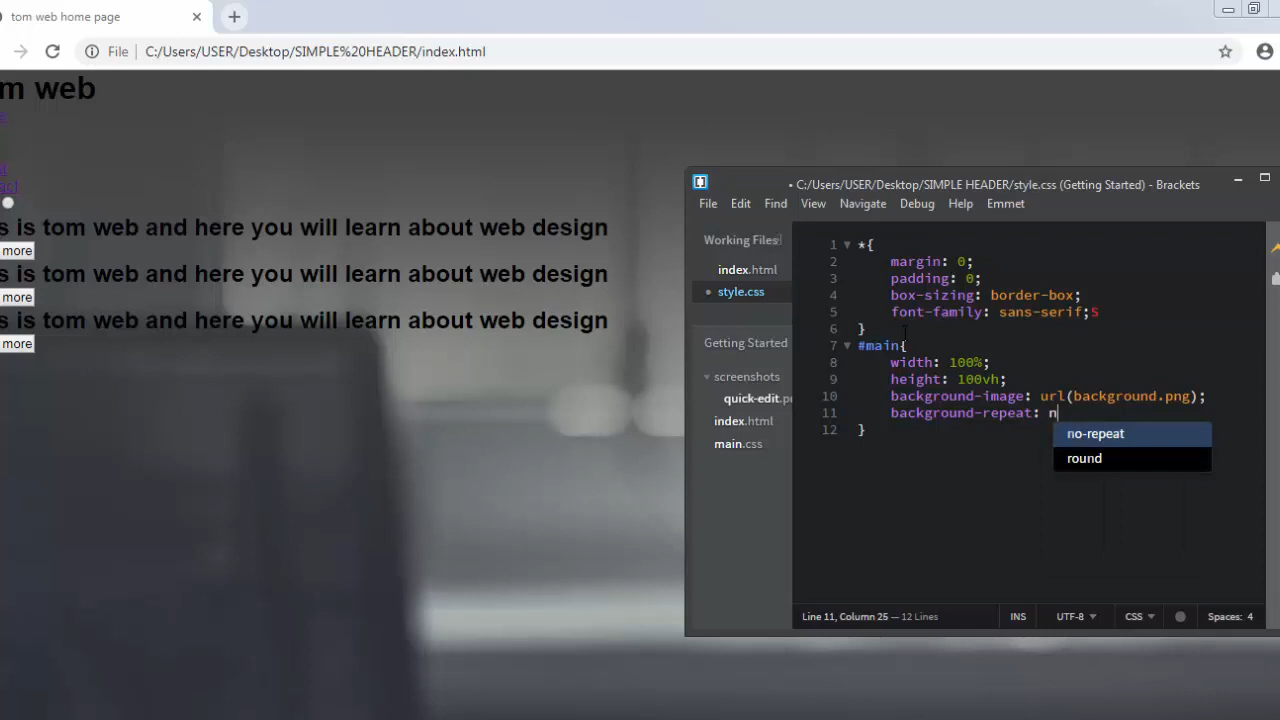 tom web home page
File
C:/Users/USER/Desktop/SIMPLE%20HEADER/index.html
m web
e
t
act
s is tom web and here you will learn about web design
more
s is tom web and here you will learn about web design
more
s is tom web and here you will learn about web design
more
• C:/Users/USER/Desktop/SIMPLE HEADER/style.css (Getting Started) - Brackets
File Edit Find View Navigate Debug Help Emmet
Working Files
index.html
style.css
Getting Started
screenshots
quick-edit.p
index.html
main.css
1 *{
2 margin: 0;
3 padding: 0;
4 box-sizing: border-box;
5 font-family: sans-serif;S
6 }
7 #main{
8 width: 100%;
9 height: 100vh;
10 background-image: url(background.png);
11 background-repeat: n
12 }
no-repeat
round
Line 11, Column 25 — 12 Lines
INS
UTF-8
CSS
Spaces: 4